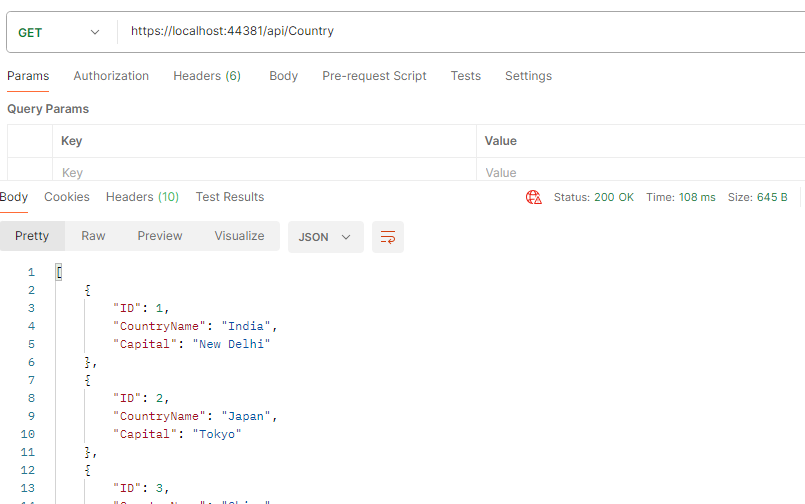 GET https://localhost:44381/api/Country
Params Authorization Headers (6) Body Pre-request Script Tests Settings
Query Params
Key Value
Key Value
Body Cookies Headers (10) Test Results Status: 200 OK Time: 108 ms Size: 645 B
Pretty Raw Preview Visualize JSON
1 [
2 {
3 "ID": 1,
4 "CountryName": "India",
5 "Capital": "New Delhi"
6 },
7 {
8 "ID": 2,
9 "CountryName": "Japan",
10 "Capital": "Tokyo"
11 },
12 {
13 "ID": 3,